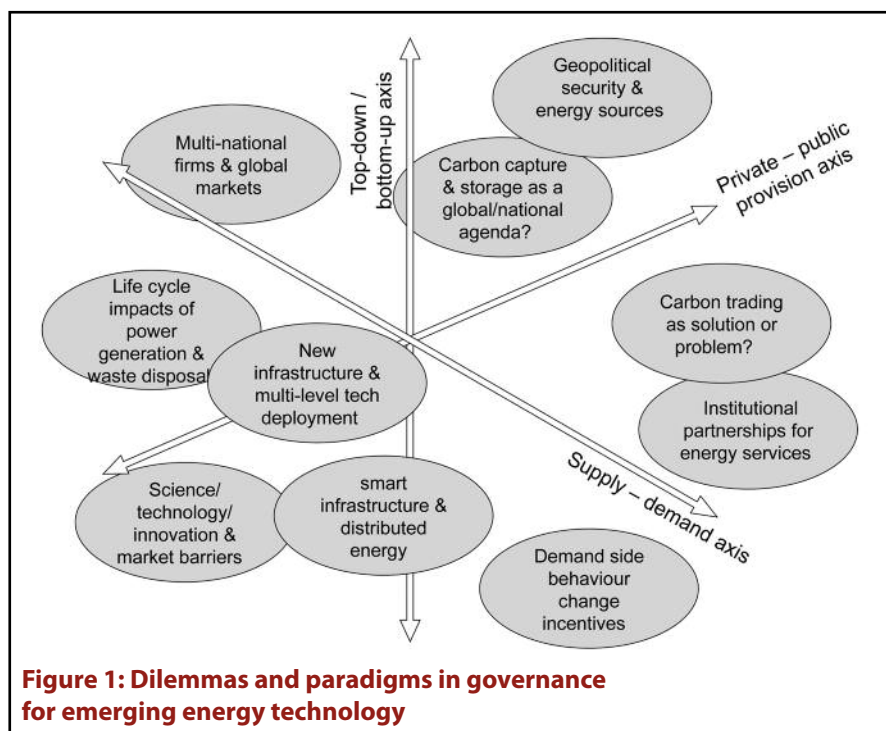 Geopolitical
security &
energy sources
Top-down /
bottom-up axis
Multi-national
firms & global
markets
Carbon capture
& storage as a
global/national
agenda?
Private – public
provision axis
Life cycle
impacts of
power
generation &
waste disposal
Carbon trading
as solution or
problem?
New
infrastructure &
multi-level tech
deployment
Institutional
partnerships for
energy services
Supply – demand axis
Science/
technology/
innovation &
market barriers
smart
infrastructure &
distributed
energy
Demand side
behaviour
change
incentives
Figure 1: Dilemmas and paradigms in governance
for emerging energy technology